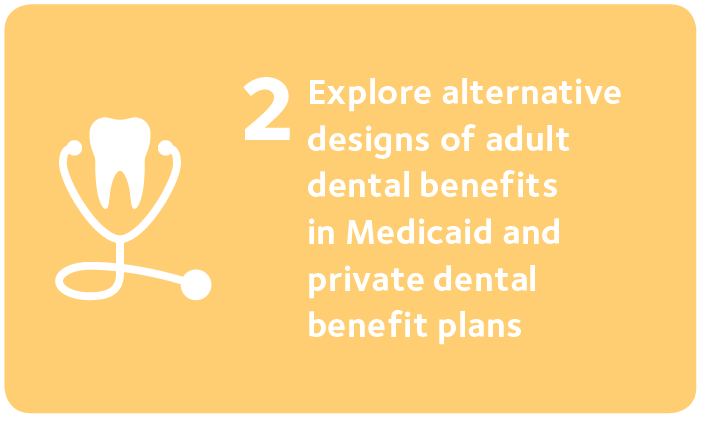 2 Explore alternative
designs of adult
dental benefits
in Medicaid and
private dental
benefit plans